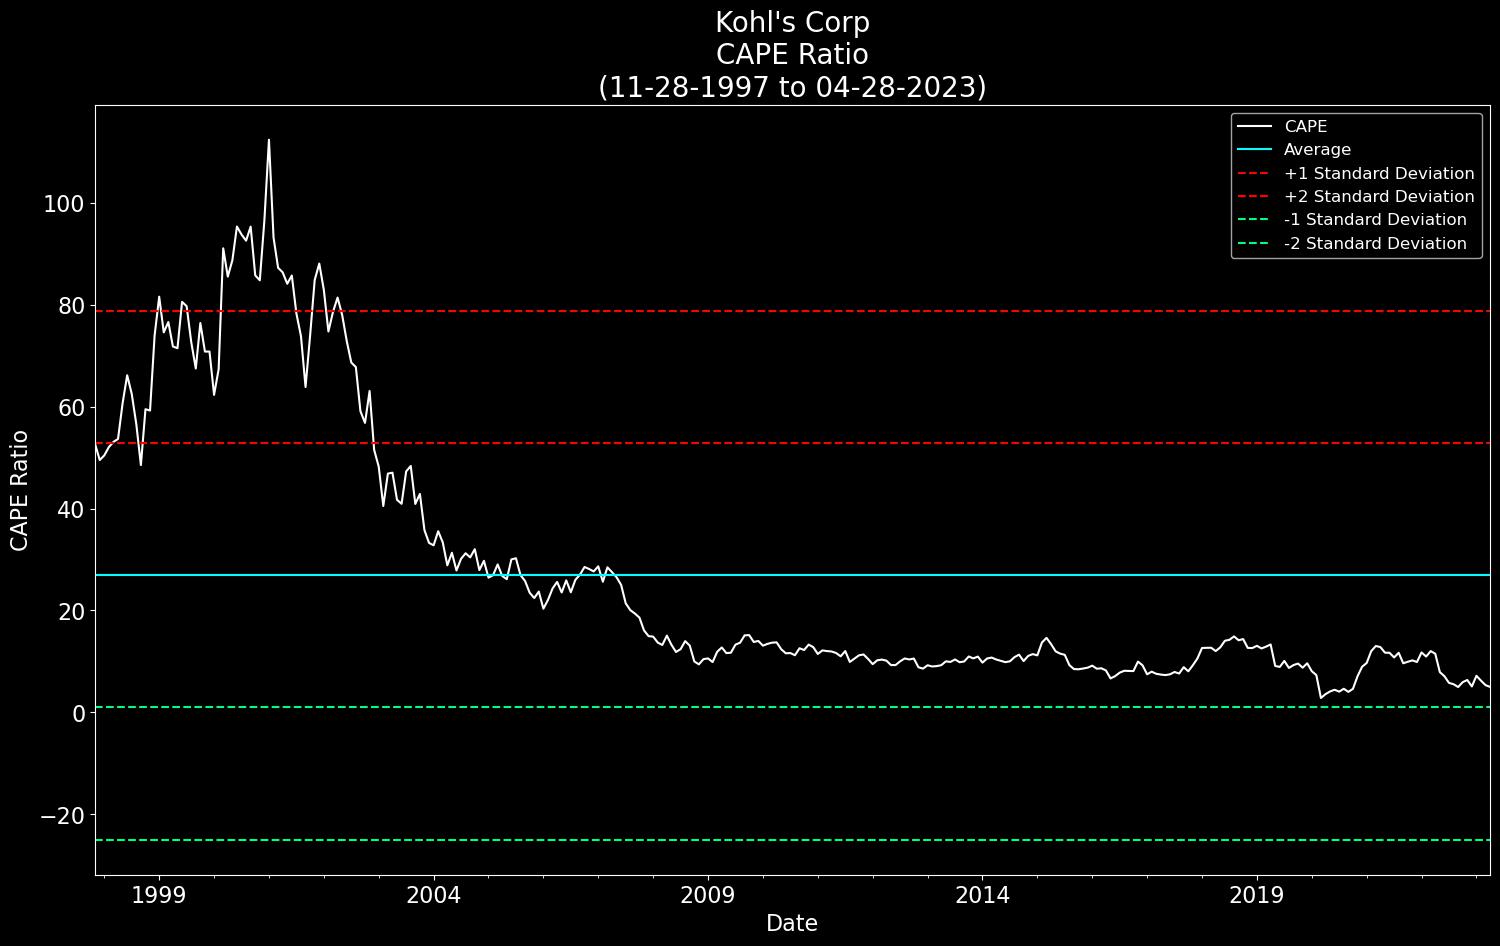 Kohl's Corp
CAPE Ratio
(11-28-1997 to 04-28-2023)
CAPE
Average
+1 Standard Deviation
+2 Standard Deviation
-1 Standard Deviation
-2 Standard Deviation
100
80
60
40
20
0
−20
CAPE Ratio
1999 2004 2009 2014 2019
Date